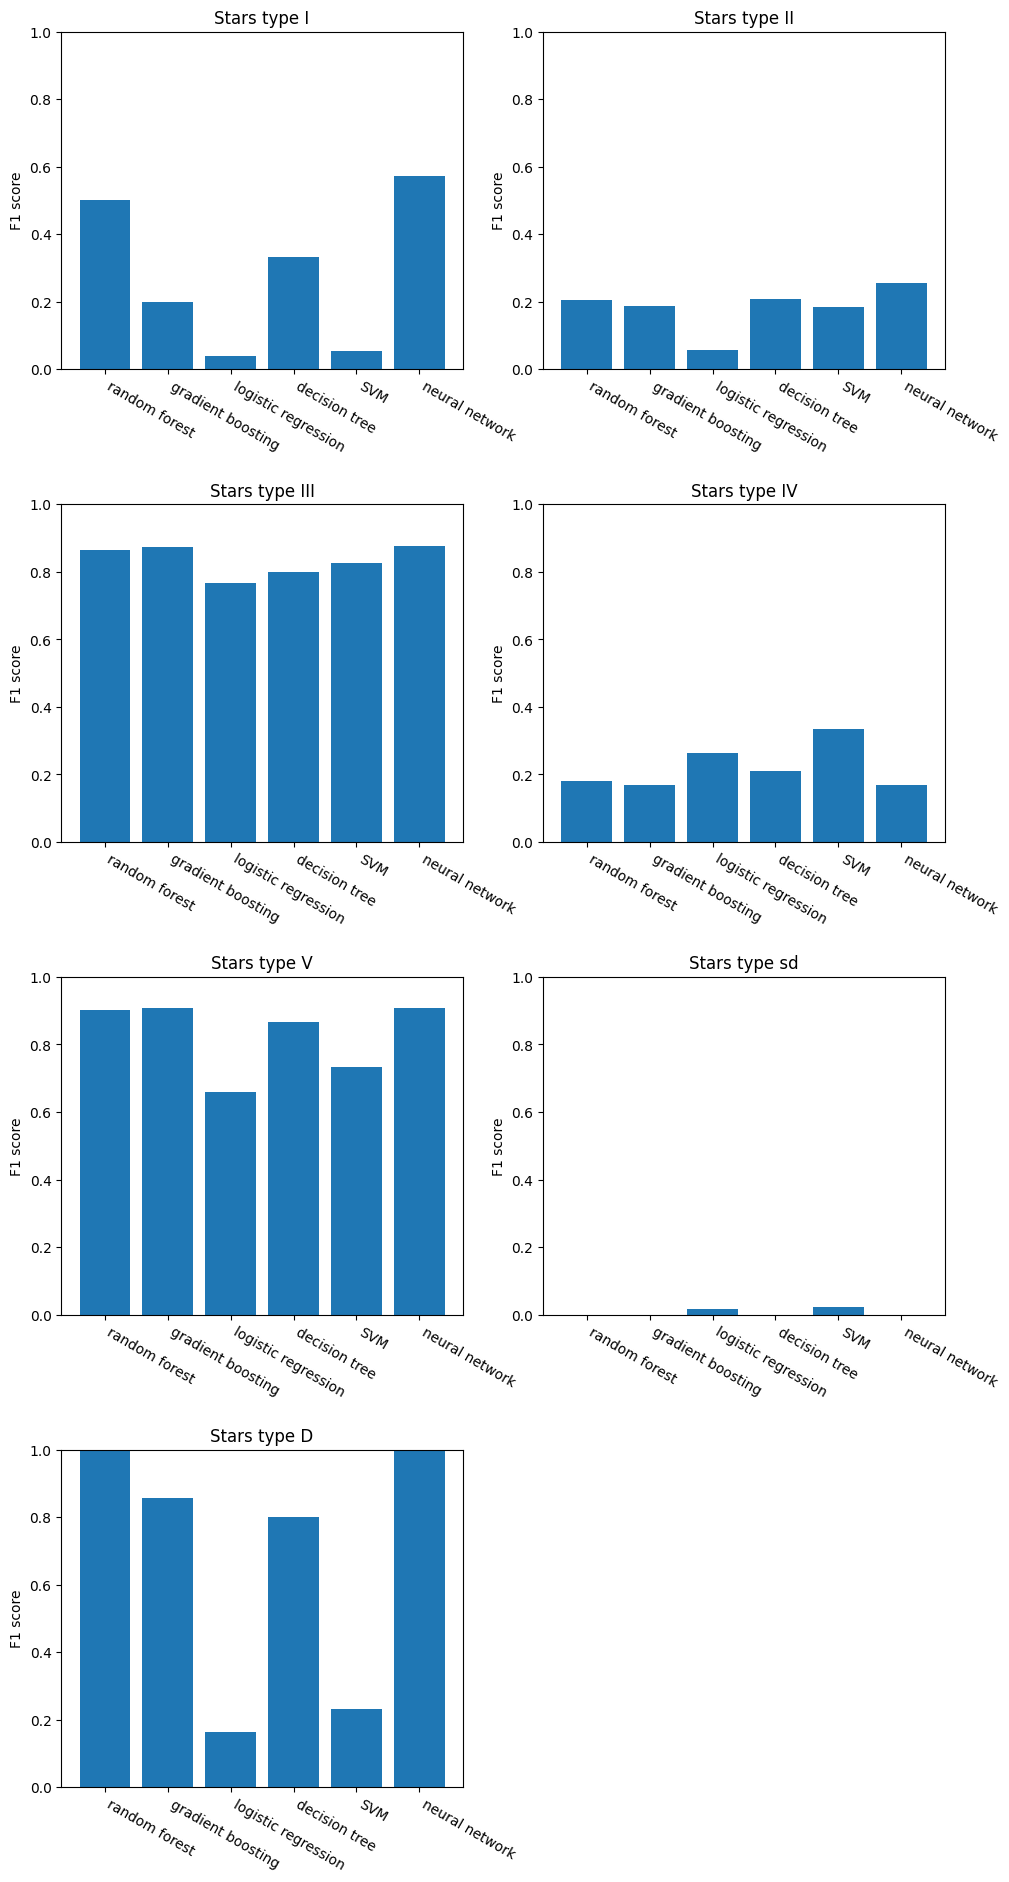 Stars type I
1.0
0.8
0.6
0.4
0.2
0.0
F1 score
random forest
gradient boosting
logistic regression
decision tree
SVM
neural network
Stars type II
1.0
0.8
0.6
0.4
0.2
0.0
F1 score
random forest
gradient boosting
logistic regression
decision tree
SVM
neural network
Stars type III
1.0
0.8
0.6
0.4
0.2
0.0
F1 score
random forest
gradient boosting
logistic regression
decision tree
SVM
neural network
Stars type IV
1.0
0.8
0.6
0.4
0.2
0.0
F1 score
random forest
gradient boosting
logistic regression
decision tree
SVM
neural network
Stars type V
1.0
0.8
0.6
0.4
0.2
0.0
F1 score
random forest
gradient boosting
logistic regression
decision tree
SVM
neural network
Stars type sd
1.0
0.8
0.6
0.4
0.2
0.0
F1 score
random forest
gradient boosting
logistic regression
decision tree
SVM
neural network
Stars type D
1.0
0.8
0.6
0.4
0.2
0.0
F1 score
random forest
gradient boosting
logistic regression
decision tree
SVM
neural network